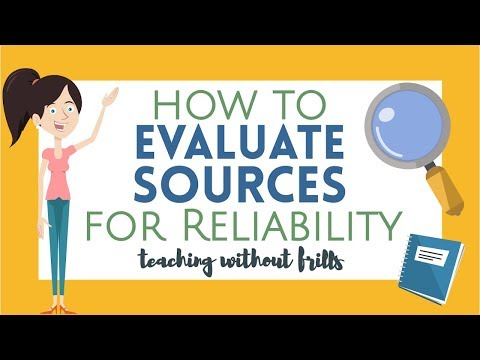 HOW TO
EVALUATE
SOURCES
FOR RELIABILITY
teaching without frills